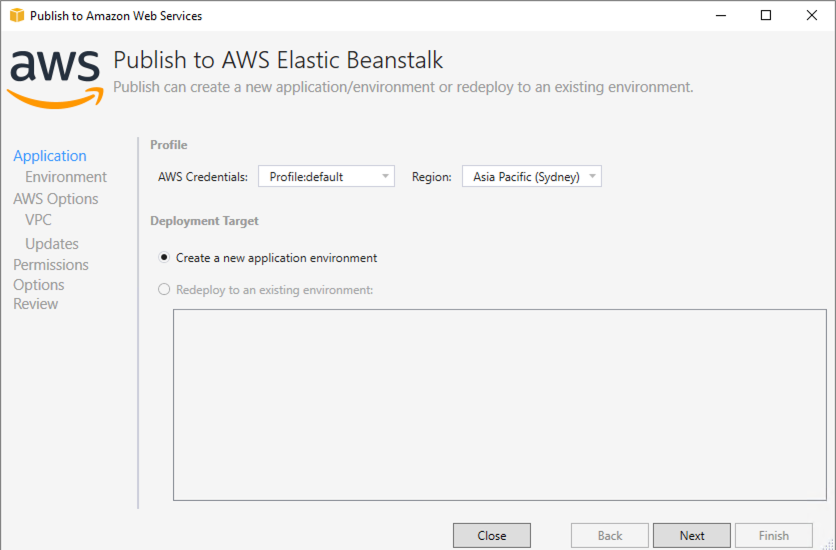 Publish to Amazon Web Services
aws
Publish to AWS Elastic Beanstalk
Publish can create a new application/environment or redeploy to an existing environment.
Application
Environment
AWS Options
VPC
Updates
Permissions
Options
Review
Profile
AWS Credentials: Profile:default Region: Asia Pacific (Sydney)
Deployment Target
Create a new application environment
Redeploy to an existing environment:
Close Back Next Finish